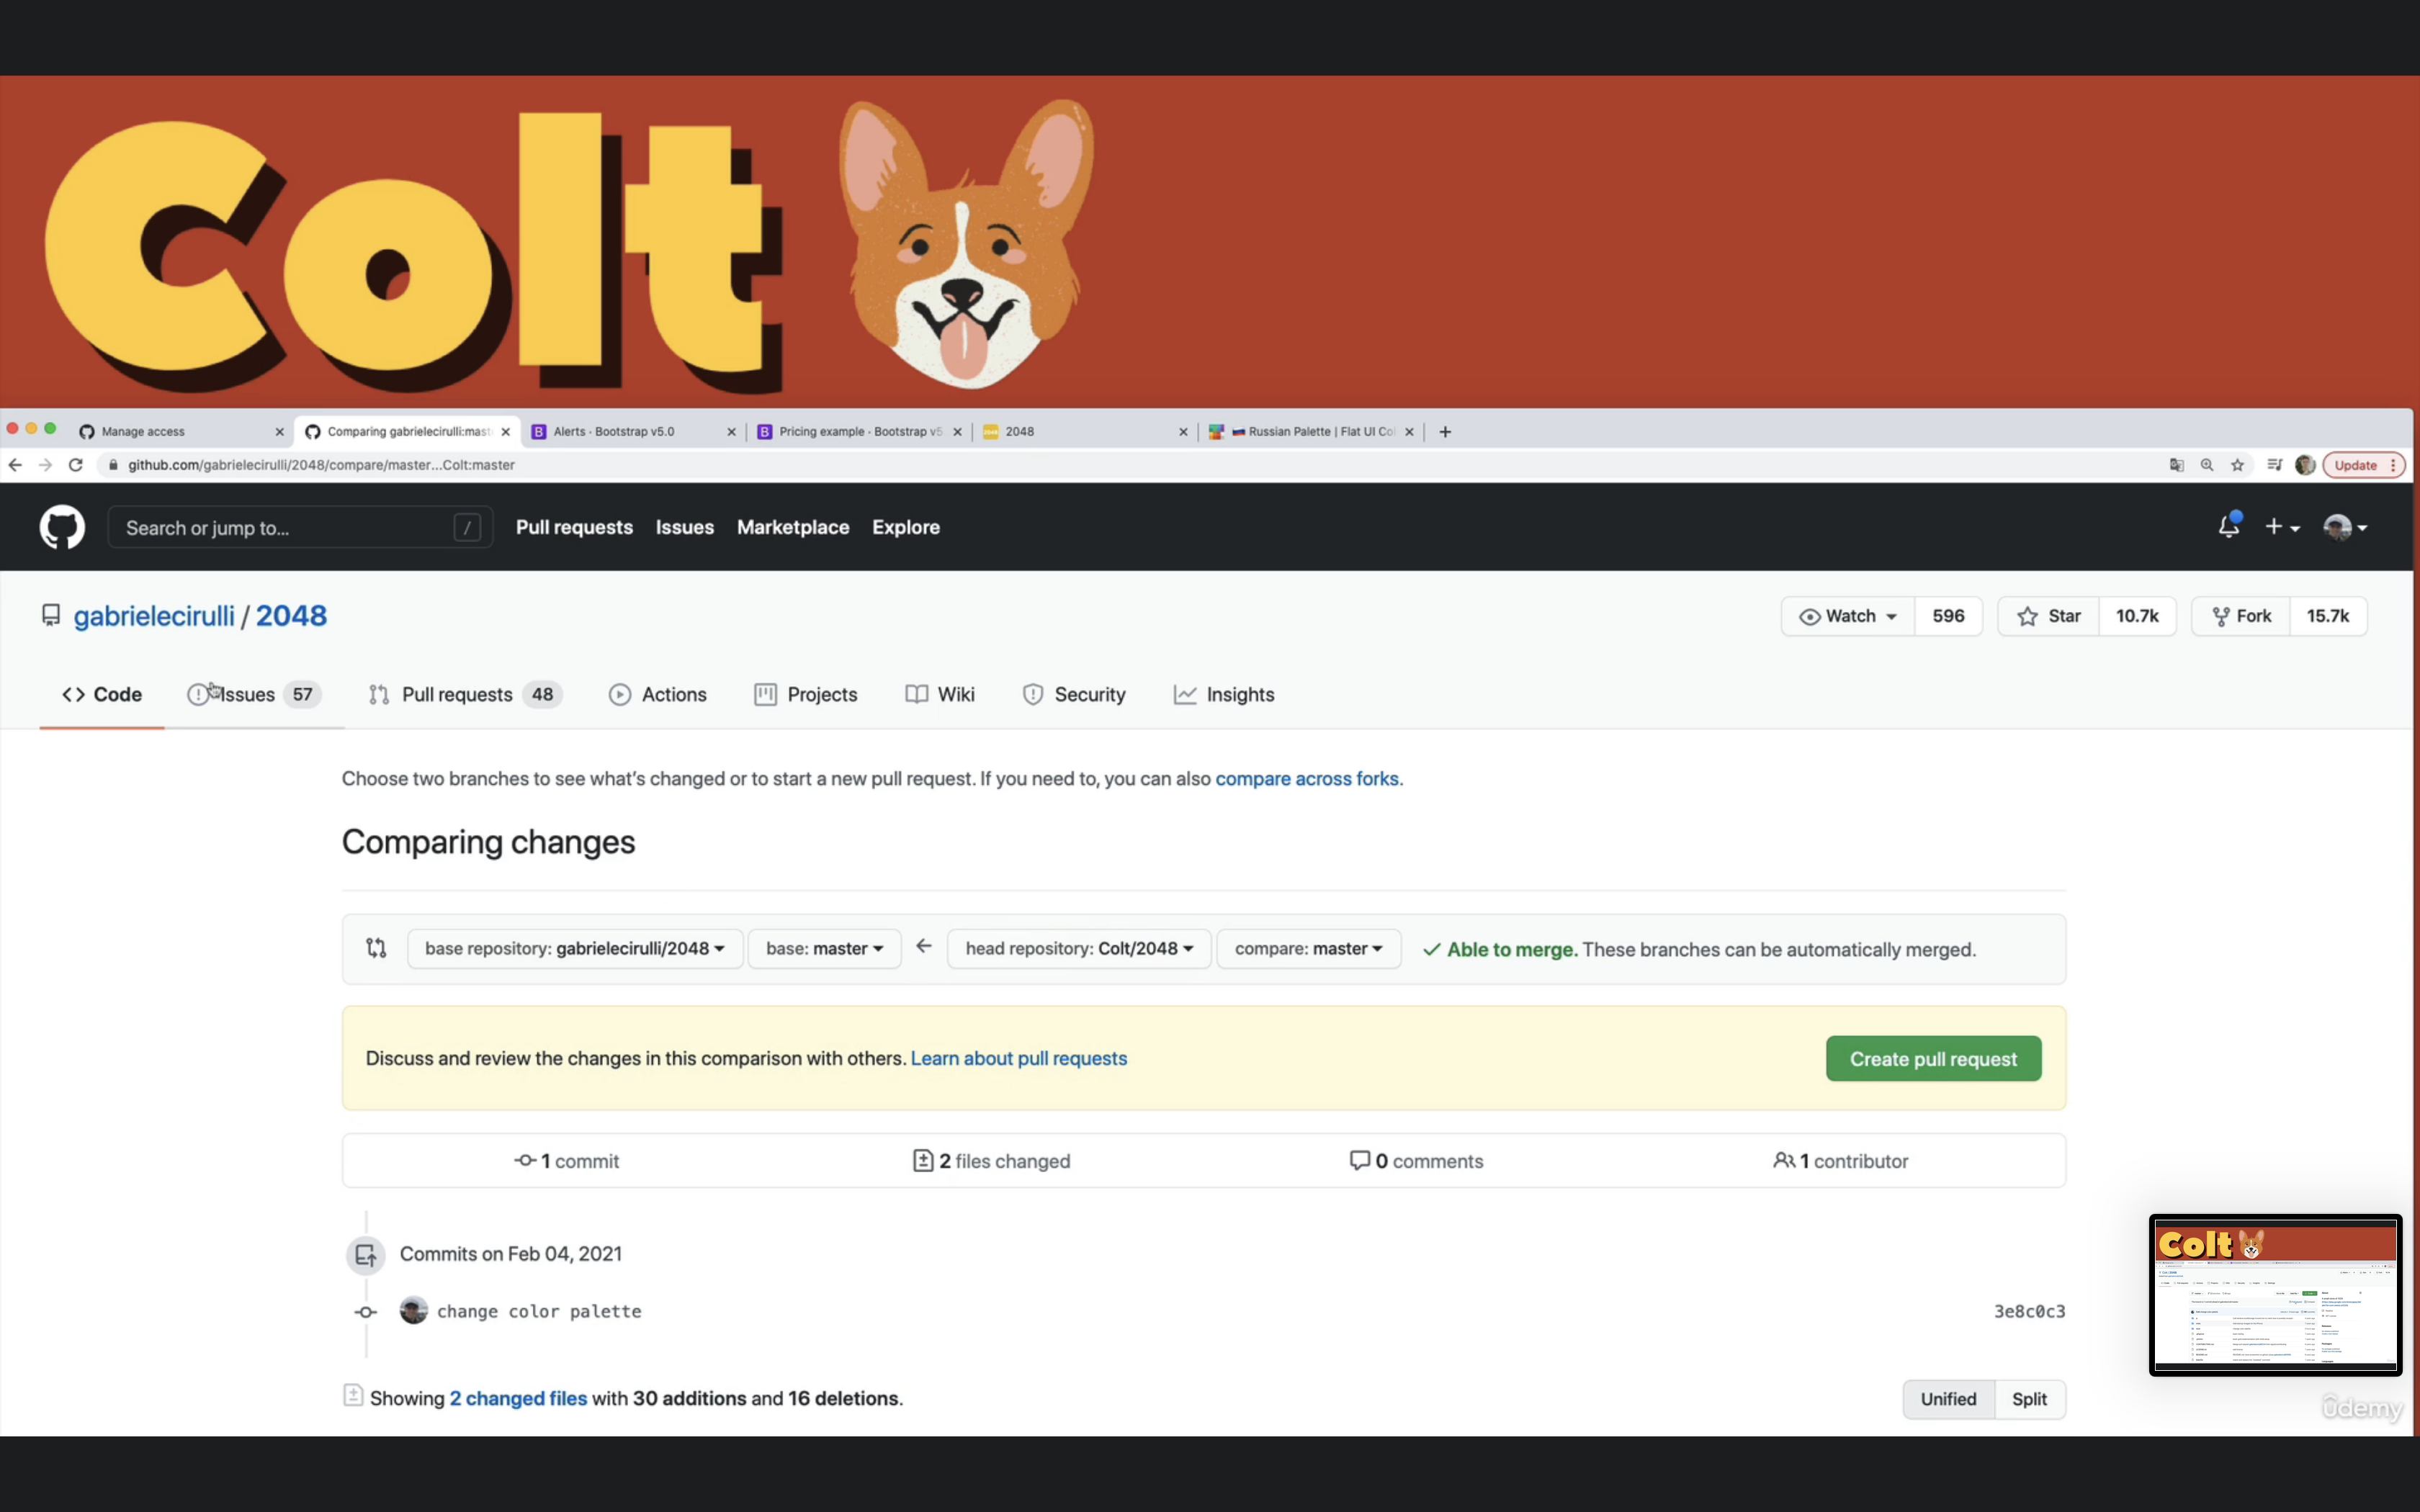 Colt
Manage access
Comparing gabrielecirulli:mast
Alerts · Bootstrap v5.0
Pricing example · Bootstrap v5
2048
Russian Palette | Flat UI Co
github.com/gabrielecirulli/2048/compare/master...Colt:master
Update
Search or jump to...
/
Pull requests
Issues
Marketplace
Explore
gabrielecirulli / 2048
Watch
596
Star
10.7k
Fork
15.7k
Code
Issues
57
Pull requests
48
Actions
Projects
Wiki
Security
Insights
Choose two branches to see what's changed or to start a new pull request. If you need to, you can also compare across forks.
Comparing changes
base repository: gabrielecirulli/2048
base: master
head repository: Colt/2048
compare: master
Able to merge. These branches can be automatically merged.
Discuss and review the changes in this comparison with others. Learn about pull requests
Create pull request
1 commit
2 files changed
0 comments
1 contributor
Commits on Feb 04, 2021
change color palette
3e8c0c3
Showing 2 changed files with 30 additions and 16 deletions.
Unified
Split
Colt
ûdemy